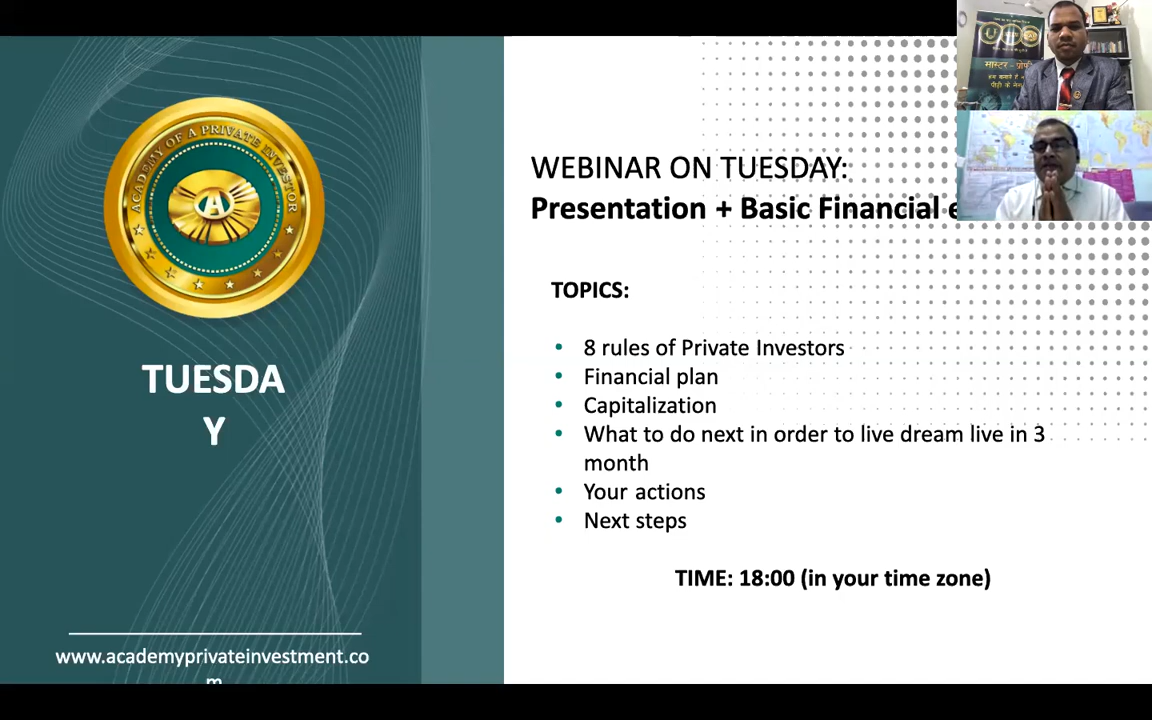 ACADEMY OF A PRIVATE INVESTOR
A
TUESDA
Y
www.academyprivateinvestment.co
m
WEBINAR ON TUESDAY:
Presentation + Basic Financial e
TOPICS:
• 8 rules of Private Investors
• Financial plan
• Capitalization
• What to do next in order to live dream live in 3
month
• Your actions
• Next steps
TIME: 18:00 (in your time zone)